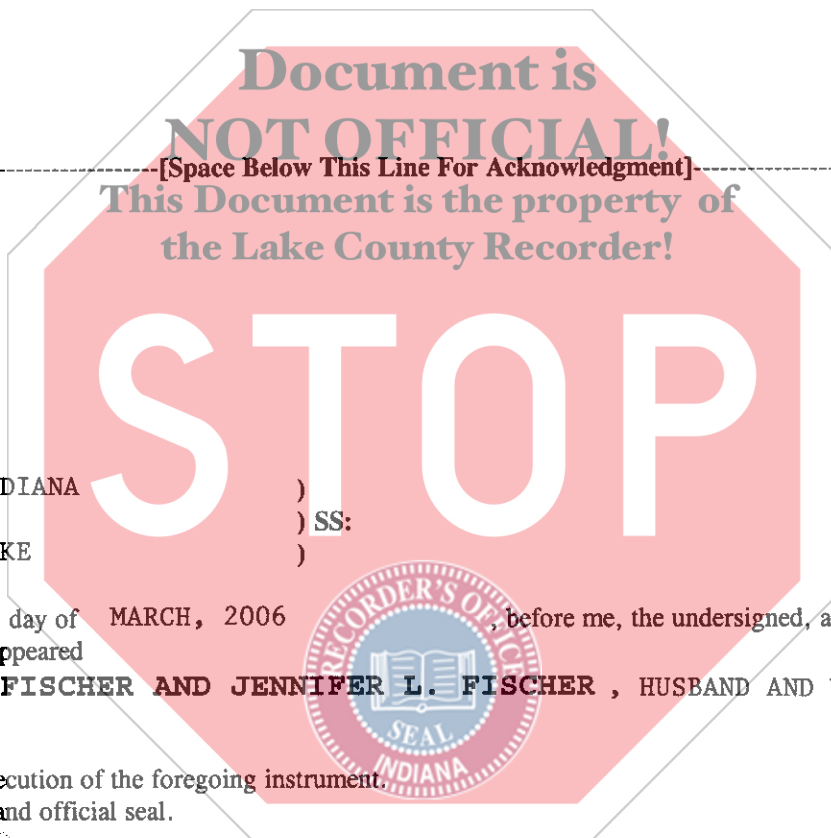 Document is
NOT OFFICIAL!
[Space Below This Line For Acknowledgment]
This Document is the property of
the Lake County Recorder!
STOP
DIANA )
) SS:
KE )
day of MARCH, 2006 , before me, the undersigned, a
ppeared
FISCHER AND JENNIFER L. FISCHER , HUSBAND AND
RECORDER'S OFFICE
SEAL
INDIANA
ecution of the foregoing instrument.
and official seal.